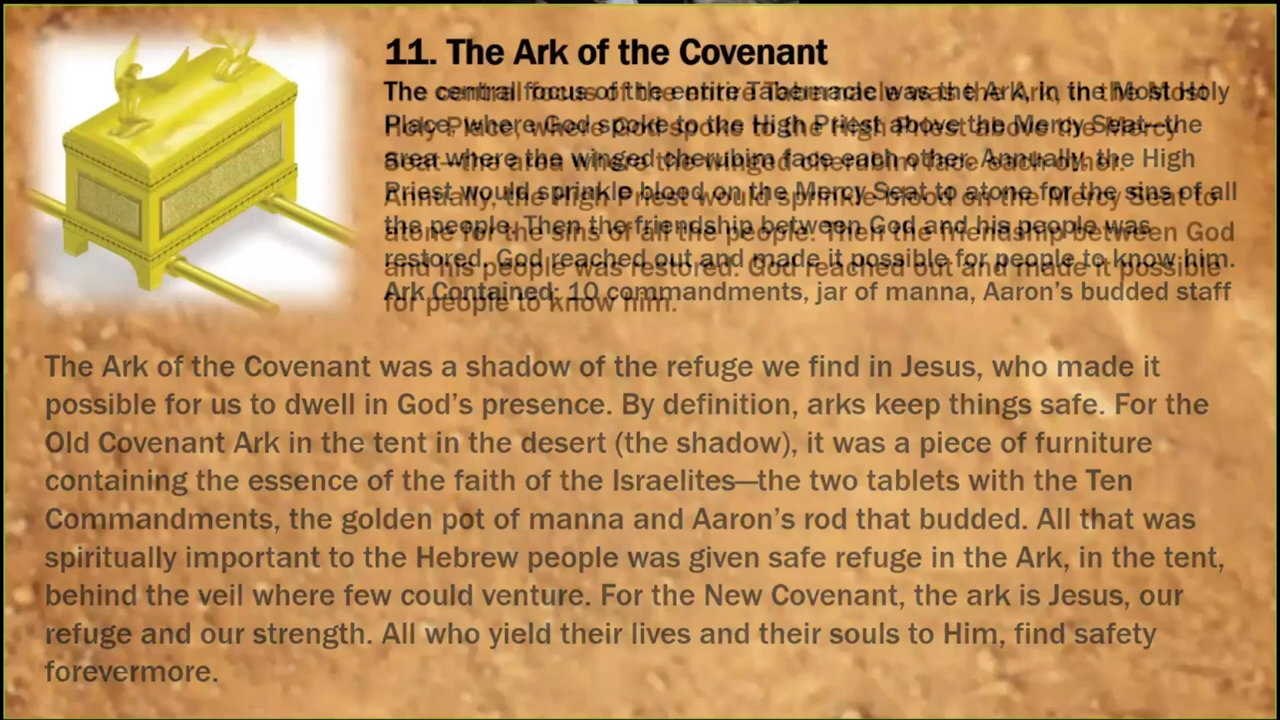 11. The Ark of the Covenant
The central focus of the entire Tabernacle was the Ark, in the Most Holy
Place, where God spoke to the High Priest above the Mercy Seat—the
area where the winged cherubim face each other. Annually, the High
Priest would sprinkle blood on the Mercy Seat to atone for the sins of all
the people. Then the friendship between God and his people was
restored. God reached out and made it possible for people to know him.
Ark Contained: 10 commandments, jar of manna, Aaron's budded staff
The Ark of the Covenant was a shadow of the refuge we find in Jesus, who made it
possible for us to dwell in God's presence. By definition, arks keep things safe. For the
Old Covenant Ark in the tent in the desert (the shadow), it was a piece of furniture
containing the essence of the faith of the Israelites—the two tablets with the Ten
Commandments, the golden pot of manna and Aaron's rod that budded. All that was
spiritually important to the Hebrew people was given safe refuge in the Ark, in the tent,
behind the veil where few could venture. For the New Covenant, the ark is Jesus, our
refuge and our strength. All who yield their lives and their souls to Him, find safety
forevermore.